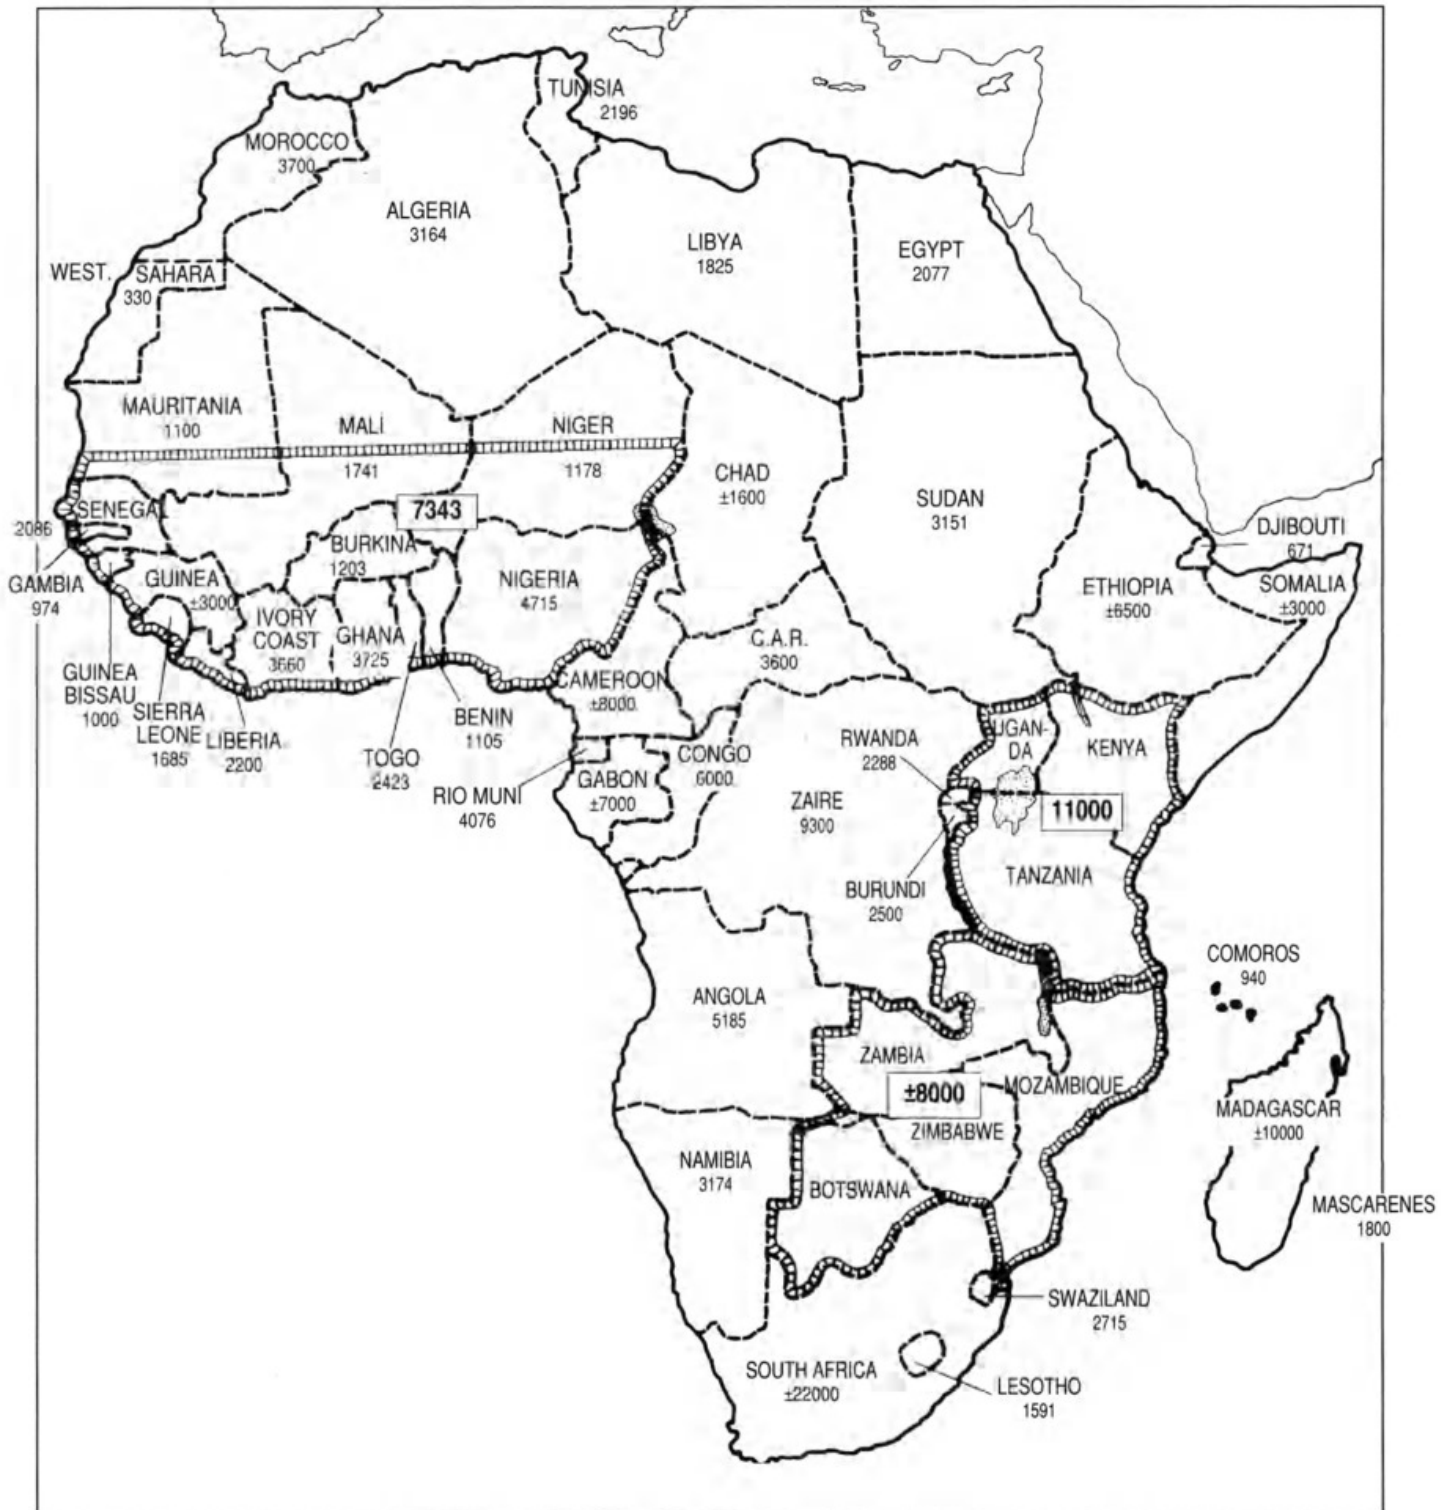 TUNISIA
2196
MOROCCO
3700
ALGERIA
3164
LIBYA
1825
EGYPT
2077
WEST. SAHARA
330
MAURITANIA
1100
MALI
1741
NIGER
1178
CHAD
±1600
SUDAN
3151
SENEGAL
2086
7343
DJIBOUTI
671
GAMBIA
974
GUINEA
±3000
BURKINA
1203
NIGERIA
4715
ETHIOPIA
±6500
SOMALIA
±3000
IVORY
COAST
3660
GHANA
3725
C.A.R.
3600
GUINEA
BISSAU
1000
SIERRA
LEONE
1685
LIBERIA
2200
TOGO
2423
BENIN
1105
CAMEROON
±8000
RIO MUNI
4076
GABON
±7000
CONGO
6000
RWANDA
2288
UGAN-
DA
KENYA
ZAIRE
9300
11000
BURUNDI
2500
TANZANIA
COMOROS
940
ANGOLA
5185
ZAMBIA
±8000
MOZAMBIQUE
ZIMBABWE
MADAGASCAR
±10000
NAMIBIA
3174
BOTSWANA
MASCARENES
1800
SWAZILAND
2715
SOUTH AFRICA
±22000
LESOTHO
1591